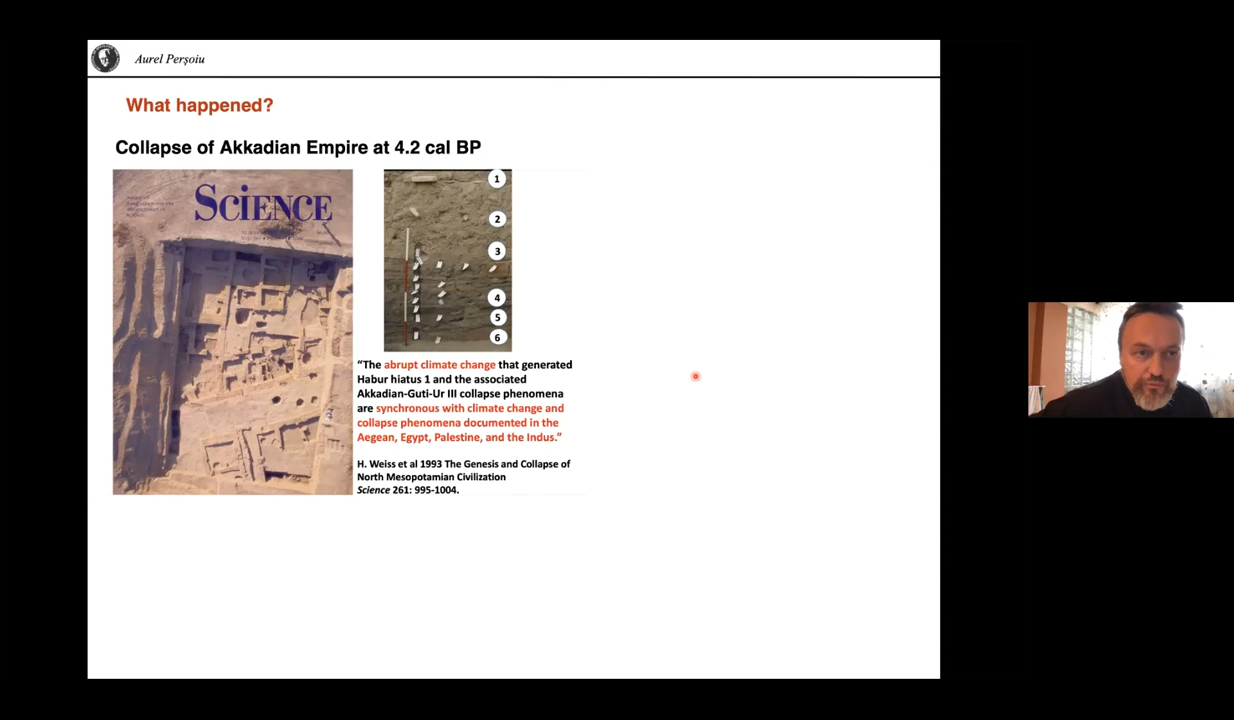 Aurel Perșoiu
What happened?
Collapse of Akkadian Empire at 4.2 cal BP
SCIENCE
1
2
3
4
5
6
“The abrupt climate change that generated
Habur hiatus 1 and the associated
Akkadian-Guti-Ur III collapse phenomena
are synchronous with climate change and
collapse phenomena documented in the
Aegean, Egypt, Palestine, and the Indus.”
H. Weiss et al 1993 The Genesis and Collapse of
North Mesopotamian Civilization
Science 261: 995-1004.